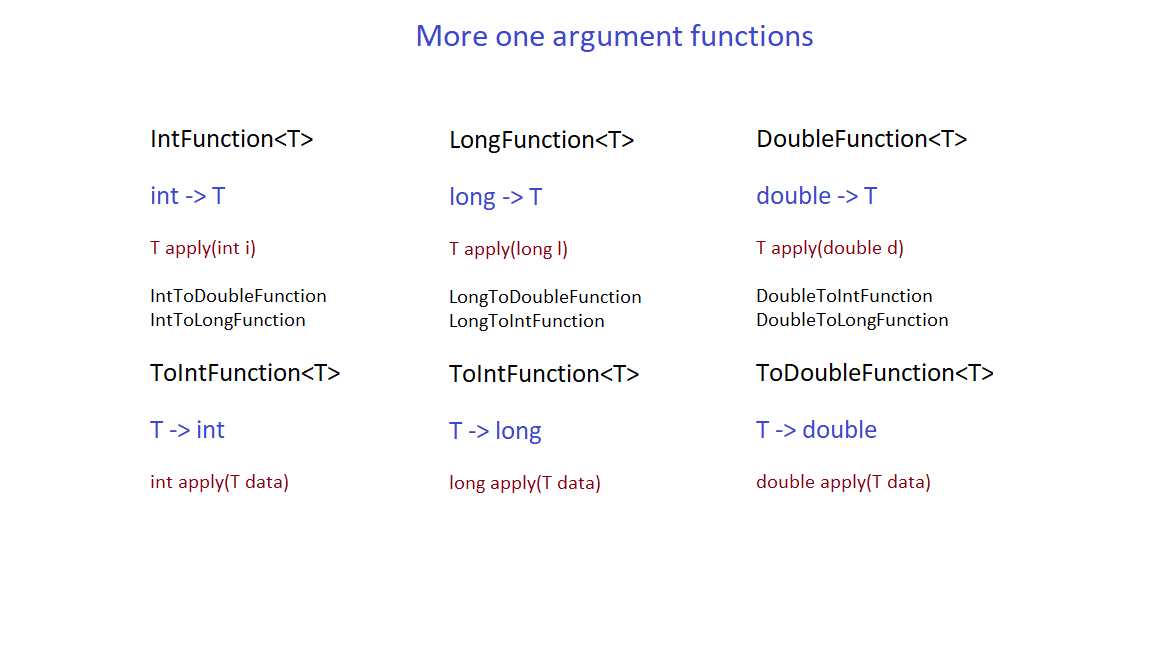 More one argument functions
IntFunction<T>
int -> T
T apply(int i)
IntToDoubleFunction
IntToLongFunction
ToIntFunction<T>
T -> int
int apply(T data)
LongFunction<T>
long -> T
T apply(long l)
LongToDoubleFunction
LongToIntFunction
ToIntFunction<T>
T -> long
long apply(T data)
DoubleFunction<T>
double -> T
T apply(double d)
DoubleToIntFunction
DoubleToLongFunction
ToDoubleFunction<T>
T -> double
double apply(T data)